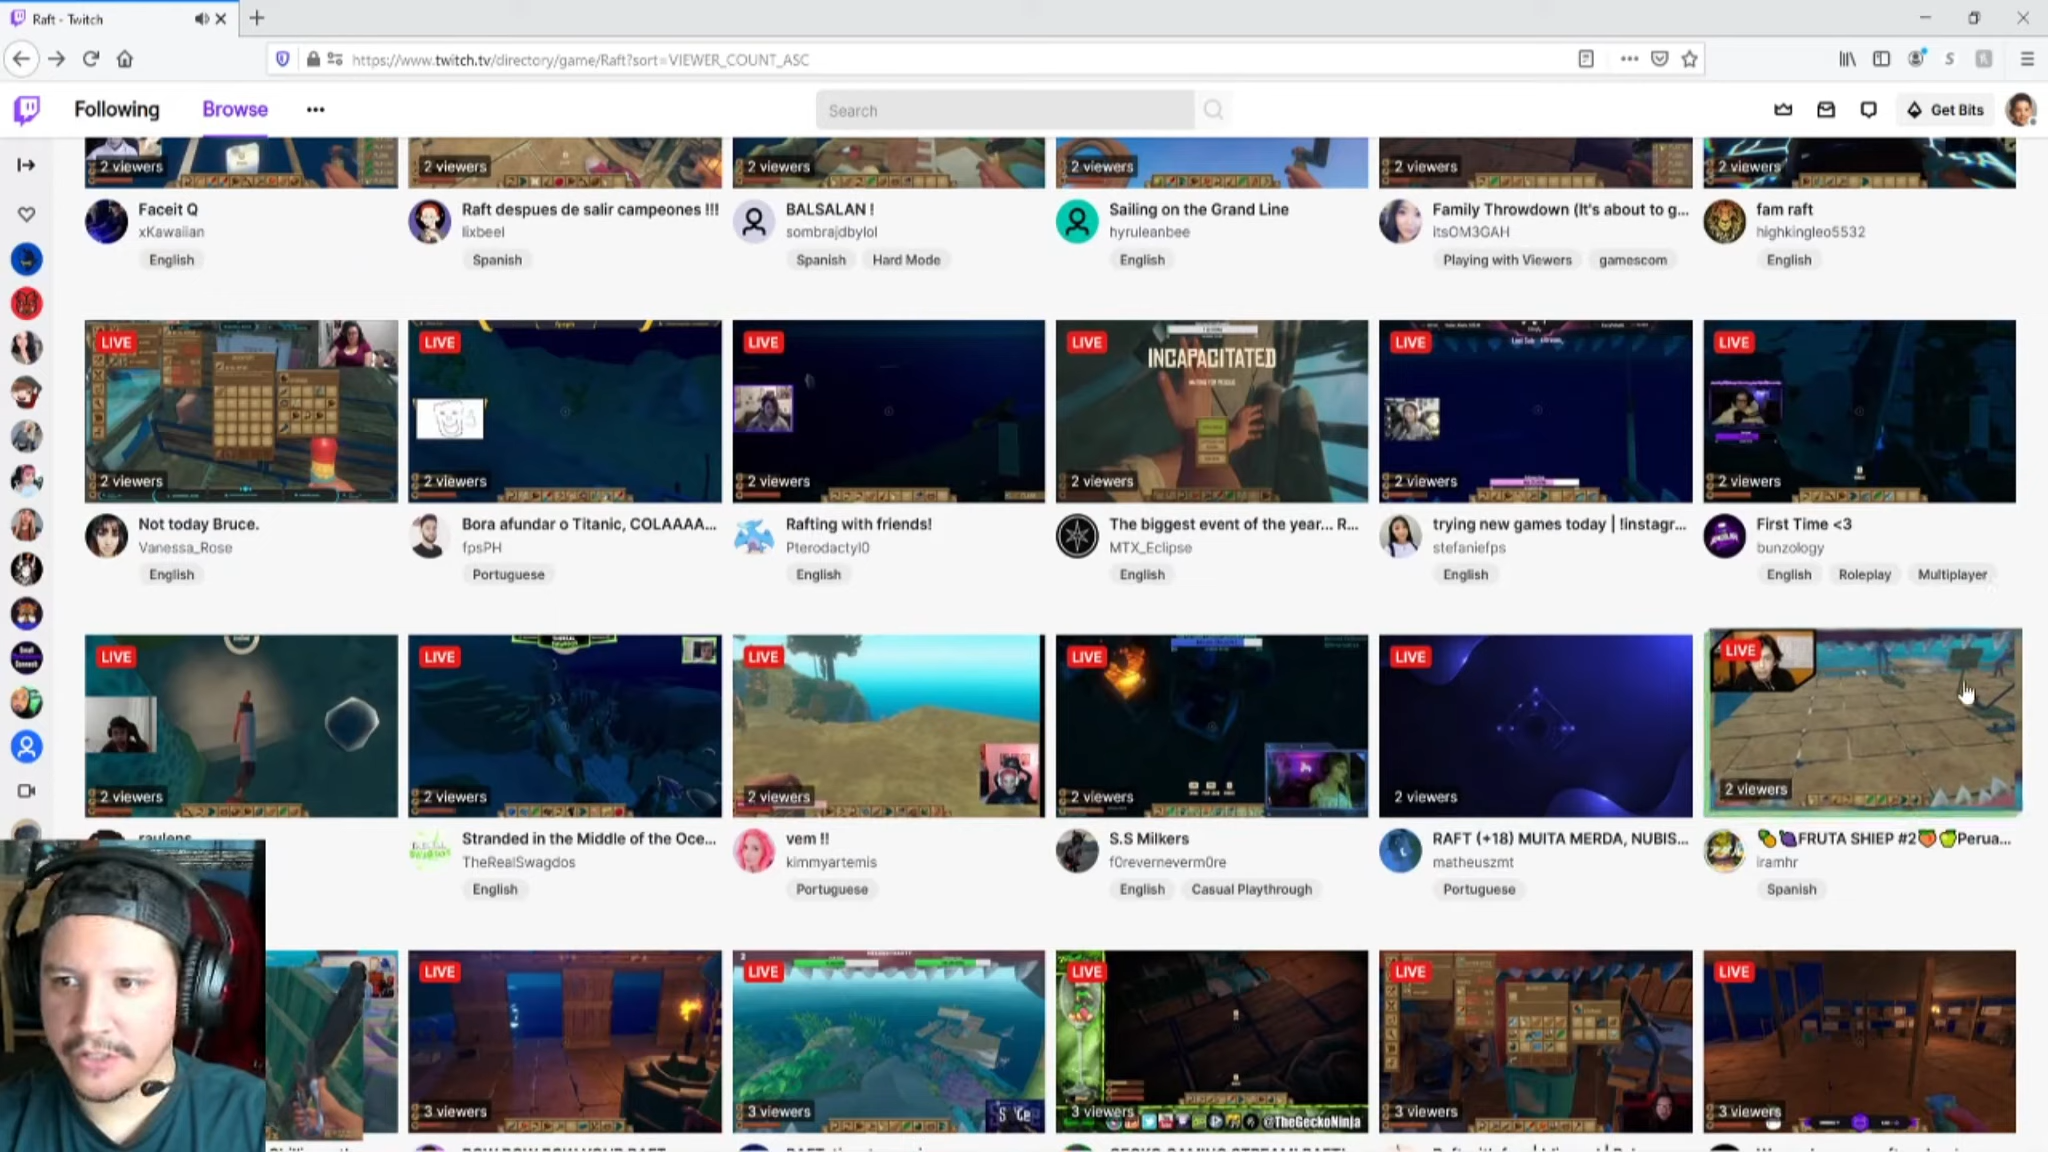 Raft - Twitch
https://www.twitch.tv/directory/game/Raft?sort=VIEWER_COUNT_ASC
Following
Browse
Search
Get Bits
2 viewers
2 viewers
2 viewers
2 viewers
2 viewers
2 viewers
Faceit Q
xKawaiian
English
Raft despues de salir campeones !!!
lixbeel
Spanish
BALSALAN !
sombrajdbylol
Spanish
Hard Mode
Sailing on the Grand Line
hyruleanbee
English
Family Throwdown (It's about to g...
itsOM3GAH
Playing with Viewers
gamescom
fam raft
highkingleo5532
English
LIVE
2 viewers
Not today Bruce.
Vanessa_Rose
English
LIVE
2 viewers
Bora afundar o Titanic, COLAAAA...
fpsPH
Portuguese
LIVE
2 viewers
Rafting with friends!
Pterodactyl0
English
LIVE
INCAPACITATED
2 viewers
The biggest event of the year... R...
MTX_Eclipse
English
LIVE
2 viewers
trying new games today | !instagr...
stefaniefps
English
LIVE
2 viewers
First Time <3
bunzology
English
Roleplay
Multiplayer
LIVE
2 viewers
LIVE
2 viewers
Stranded in the Middle of the Oce...
TheRealSwagdos
English
LIVE
2 viewers
vem !!
kimmyartemis
Portuguese
LIVE
2 viewers
S.S Milkers
f0reverneverm0re
English
Casual Playthrough
LIVE
2 viewers
RAFT (+18) MUITA MERDA, NUBIS...
matheuszmt
Portuguese
LIVE
2 viewers
🍍🍇FRUTA SHIEP #2🍑🍏Perua...
iramhr
Spanish
LIVE
3 viewers
LIVE
3 viewers
LIVE
3 viewers
@TheGeckoNinja
LIVE
3 viewers
LIVE
3 viewers